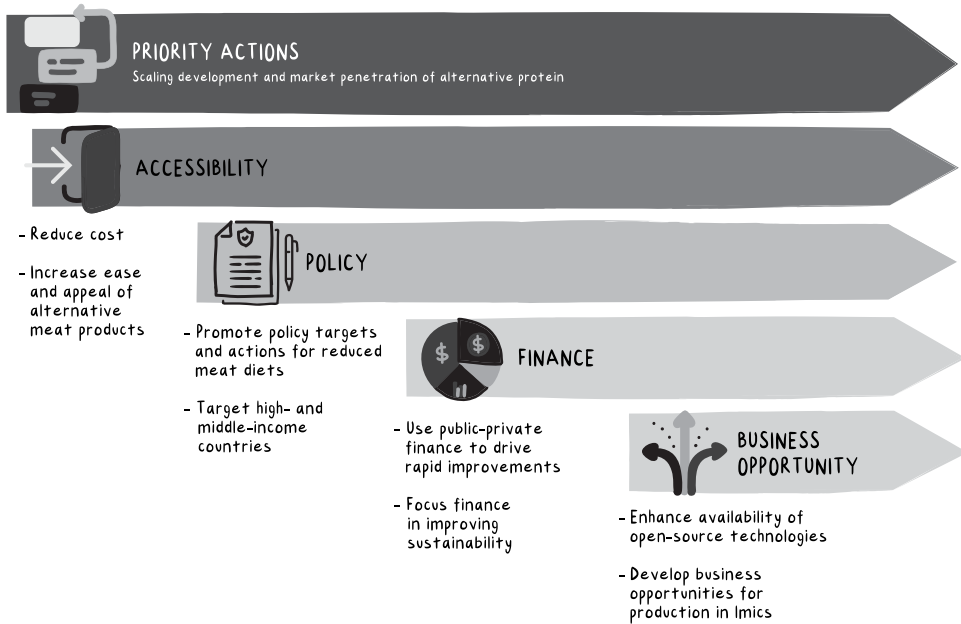 PRIORITY ACTIONS
Scaling development and market penetration of alternative protein
ACCESSIBILITY
- Reduce cost
- Increase ease
and appeal of
alternative
meat products
POLICY
- Promote policy targets
and actions for reduced
meat diets
- Target high- and
middle-income
countries
$
$
FINANCE
- Use public-private
finance to drive
rapid improvements
- Focus finance
in improving
sustainability
BUSINESS
OPPORTUNITY
- Enhance availability of
open-source technologies
- Develop business
opportunities for
production in lmics